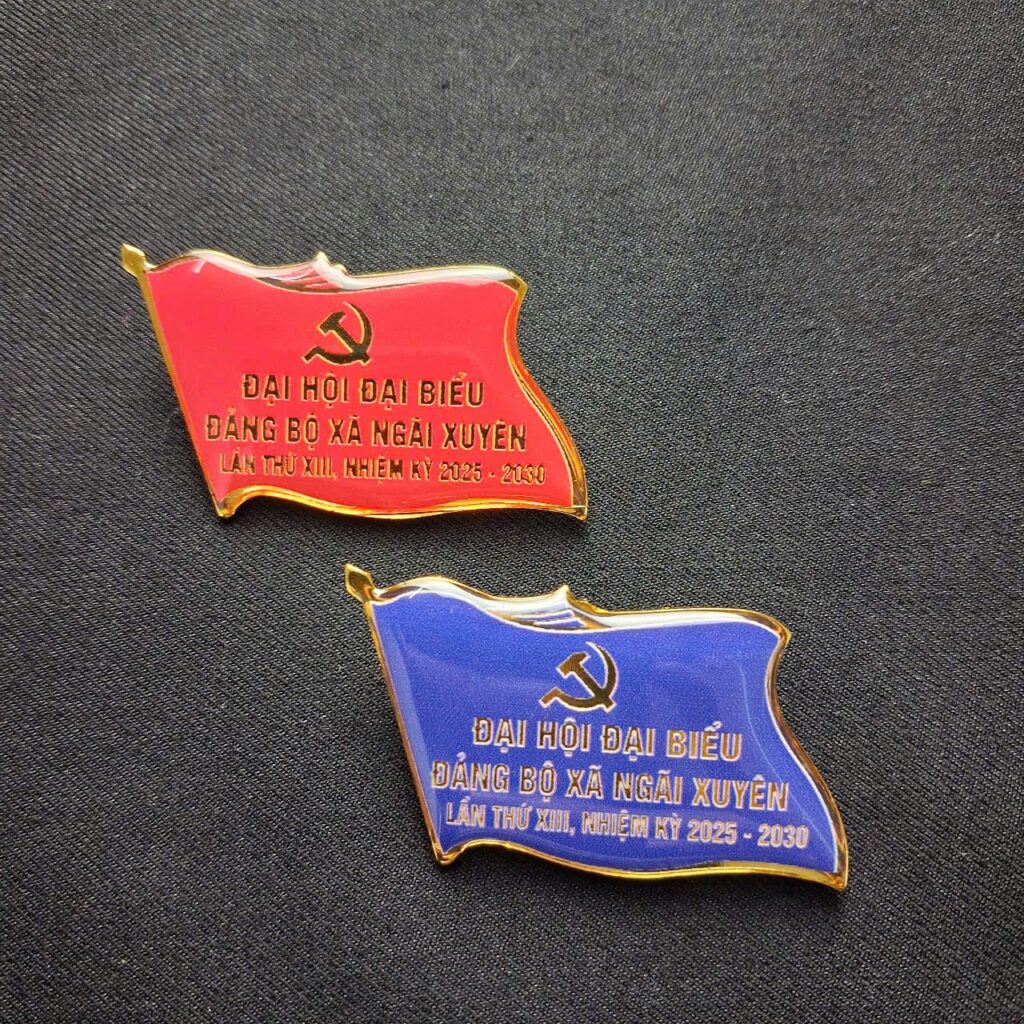 ĐẠI HỘI ĐẠI BIỂU
ĐẢNG BỘ XÃ NGÃI XUYÊN
LẦN THỨ XIII, NHIỆM KỲ 2025 - 2030
ĐẠI HỘI ĐẠI BIỂU
ĐẢNG BỘ XÃ NGÃI XUYÊN
LẦN THỨ XIII, NHIỆM KỲ 2025 - 2030